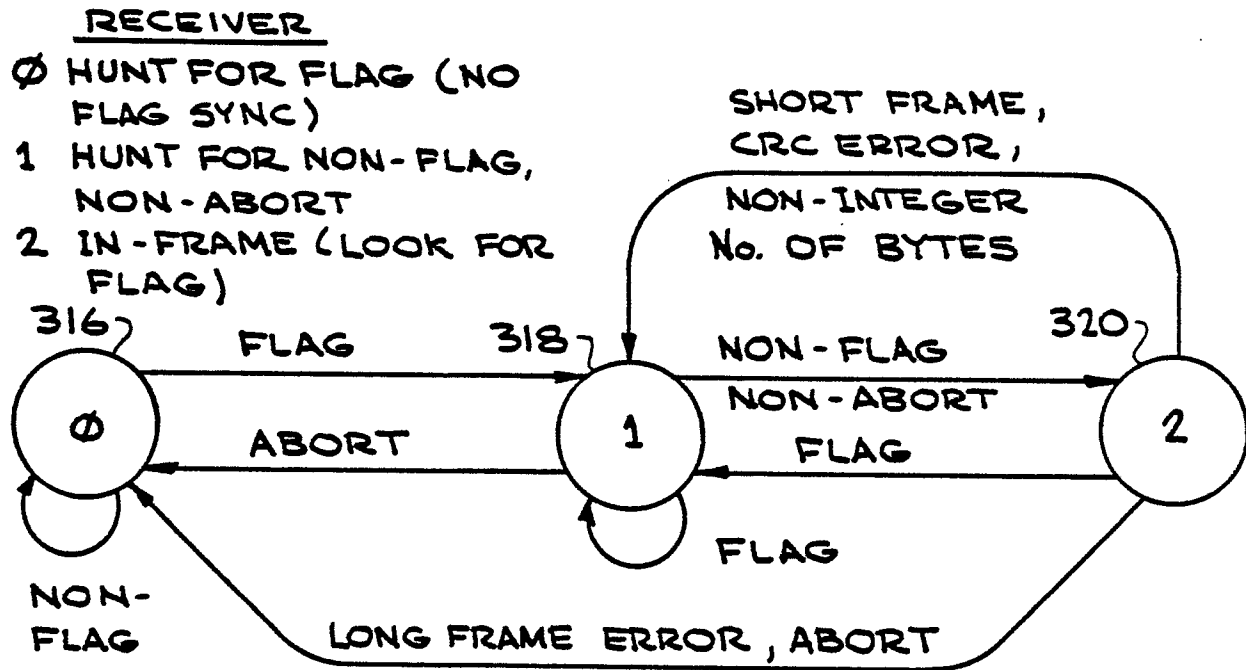 RECEIVER
Ø HUNT FOR FLAG (NO
FLAG SYNC)
1 HUNT FOR NON-FLAG,
NON-ABORT
2 IN-FRAME (LOOK FOR
FLAG)
SHORT FRAME,
CRC ERROR,
NON-INTEGER
No. OF BYTES
316
FLAG
318
NON-FLAG
NON-ABORT
320
Ø
ABORT
1
FLAG
2
FLAG
NON-
FLAG
LONG FRAME ERROR, ABORT